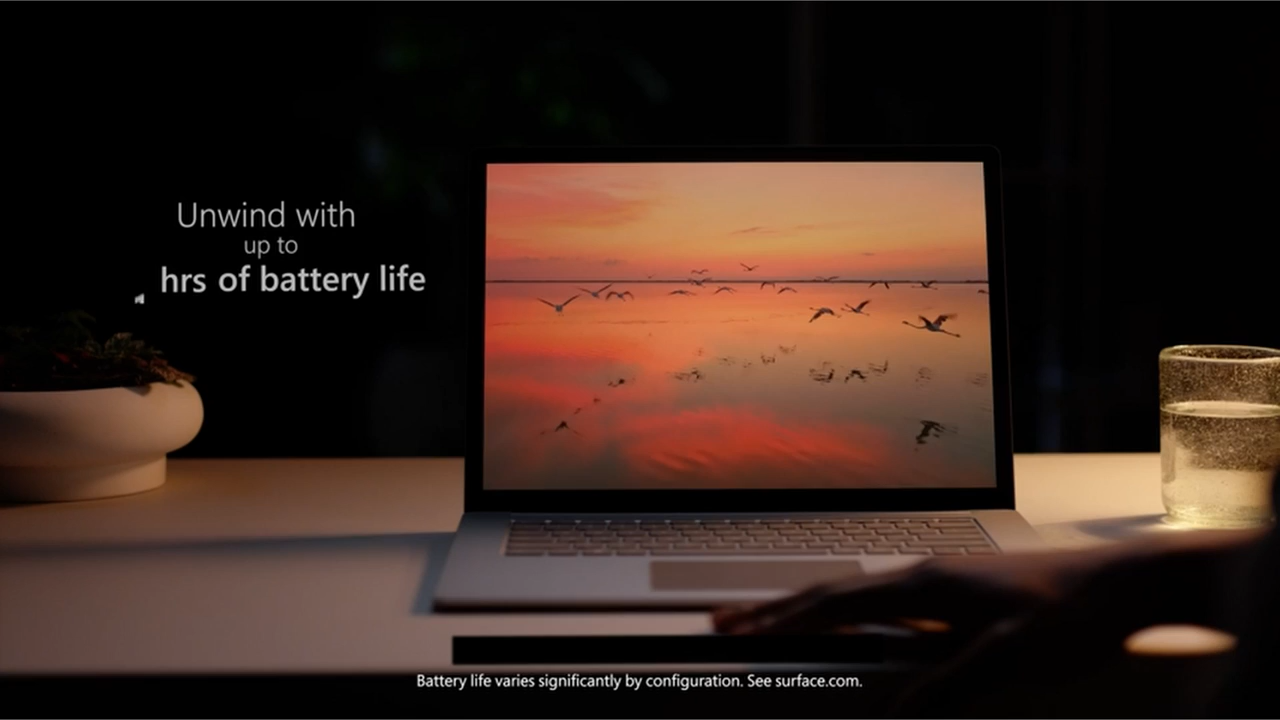 Unwind with
up to
hrs of battery life
Battery life varies significantly by configuration. See surface.com.